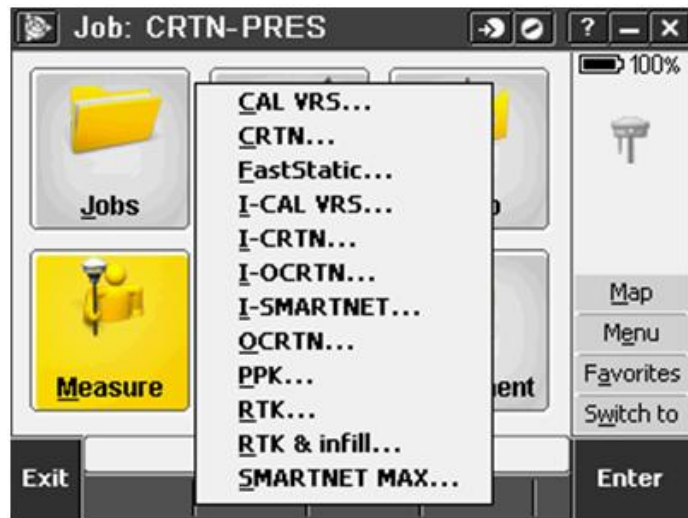 Job: CRTN-PRES
?
100%
CAL VRS...
CRTN...
FastStatic...
I-CAL VRS...
I-CRTN...
I-OCRTN...
I-SMARTNET...
OCRTN...
PPK...
RTK...
RTK & infill...
SMARTNET MAX...
Jobs
Measure
Map
Menu
Favorites
Switch to
Exit
Enter